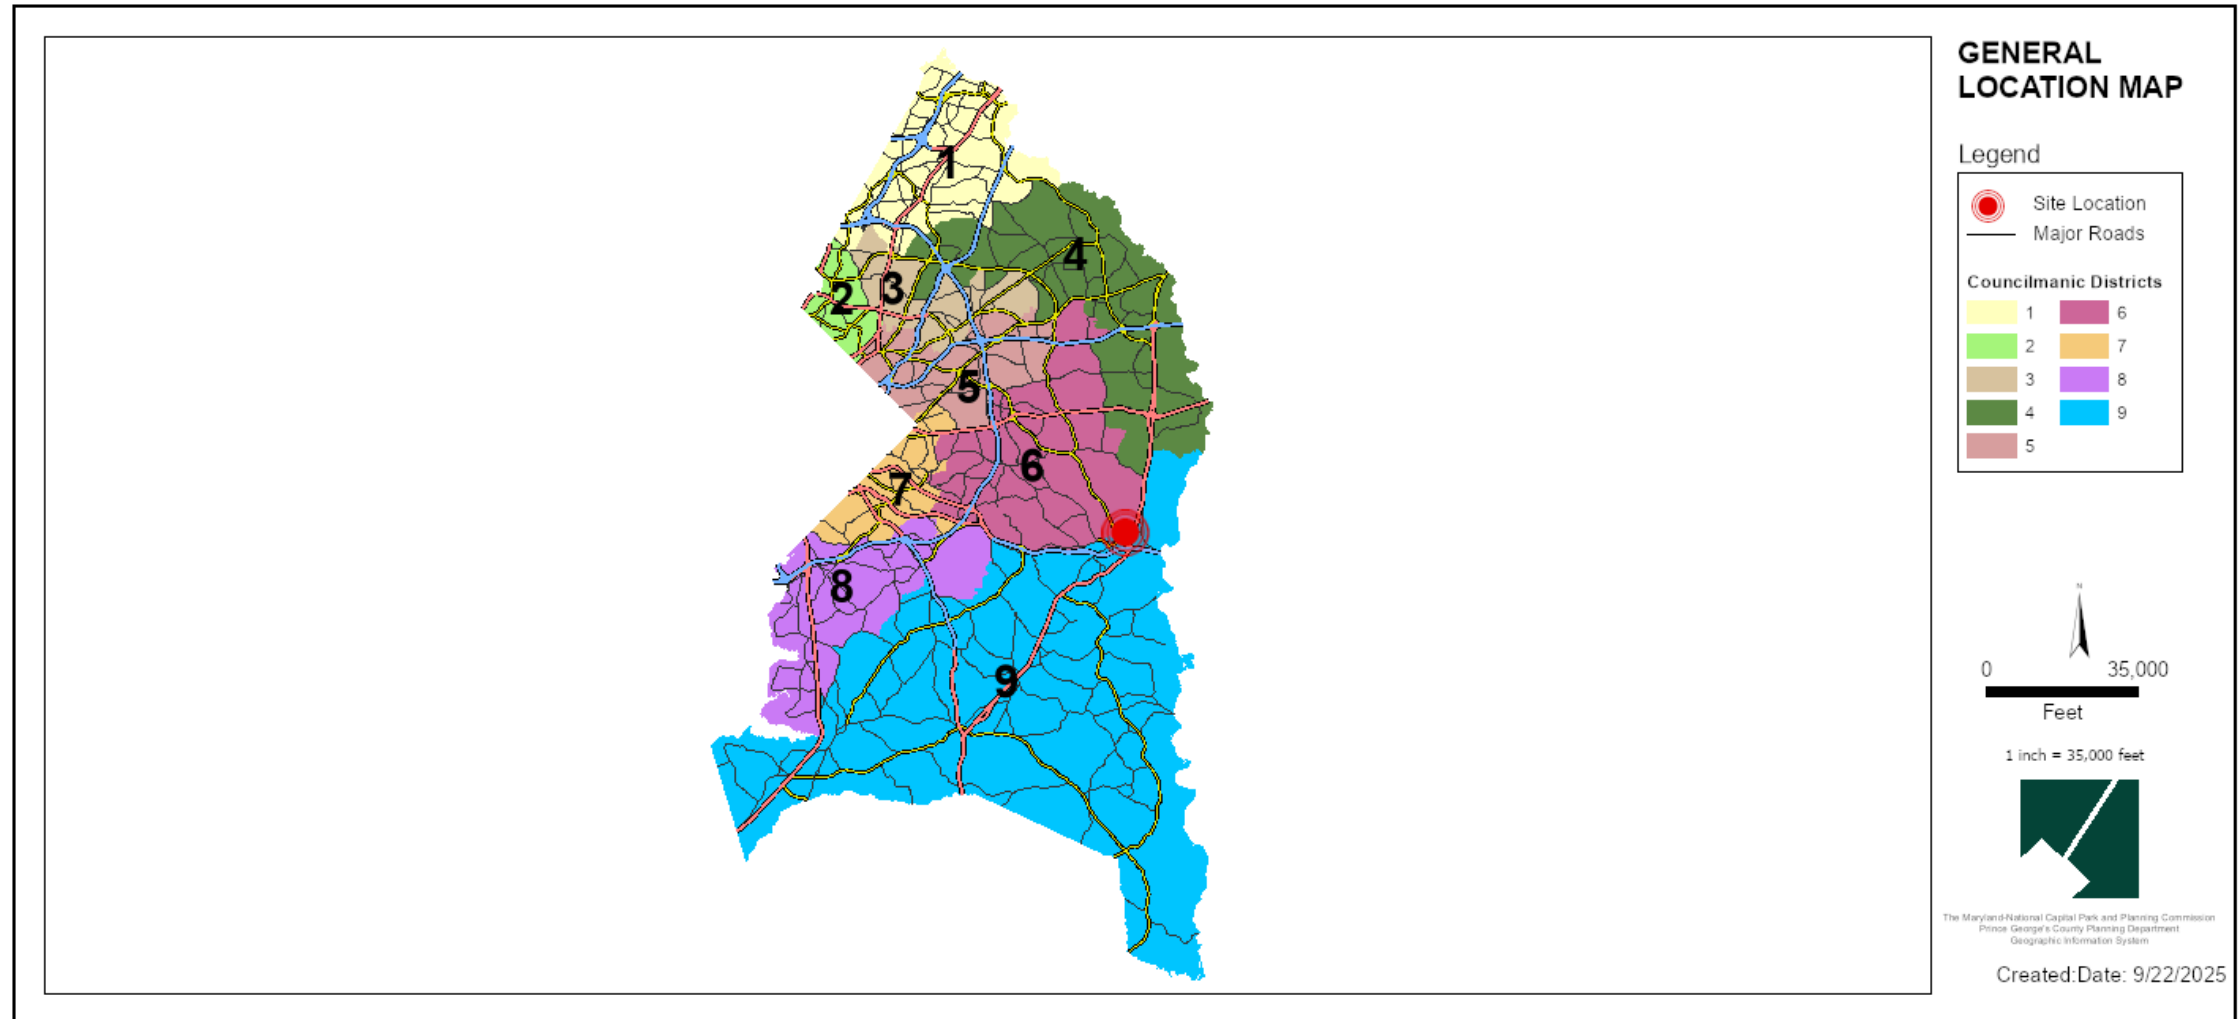 GENERAL
LOCATION MAP
Legend
Site Location
Major Roads
Councilmanic Districts
1 6
2 7
3 8
4 9
5
1
4
3
2
5
6
7
8
9
N
0 35,000
Feet
1 inch = 35,000 feet
The Maryland-National Capital Park and Planning Commission
Prince George's County Planning Department
Geographic Information System
Created:Date: 9/22/2025